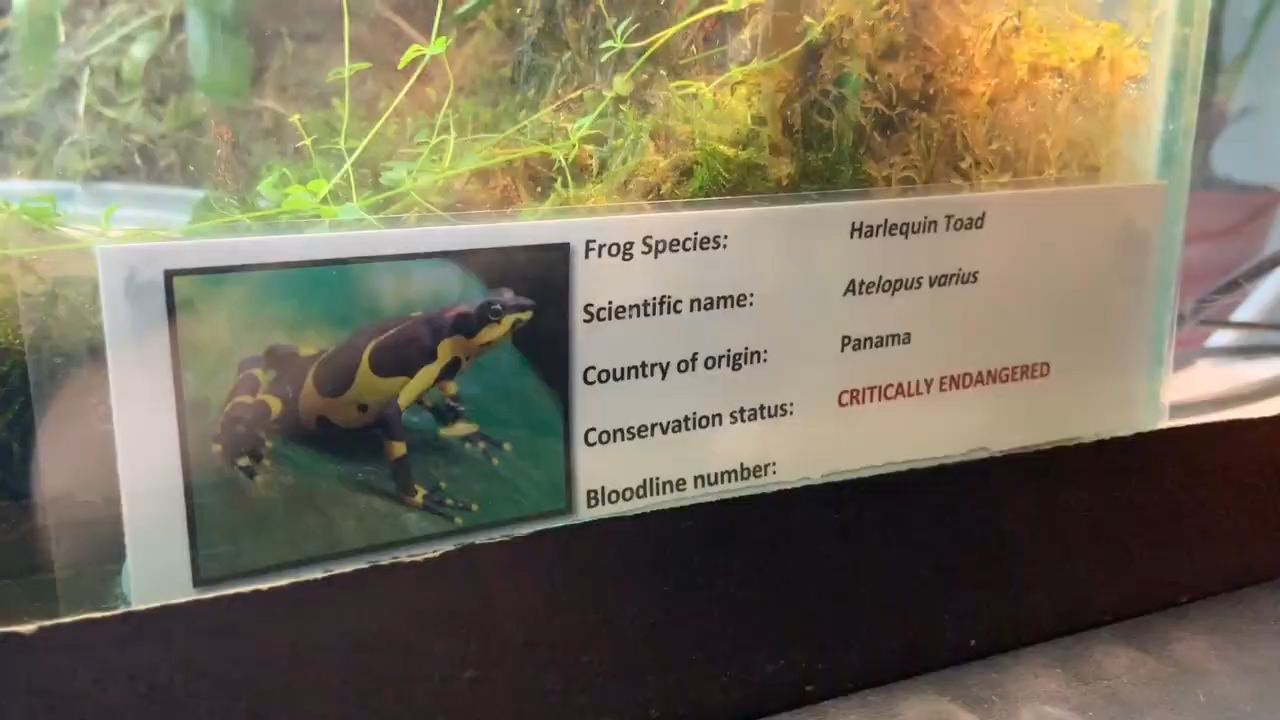 Frog Species: Harlequin Toad
Scientific name: Atelopus varius
Country of origin: Panama
Conservation status: CRITICALLY ENDANGERED
Bloodline number: